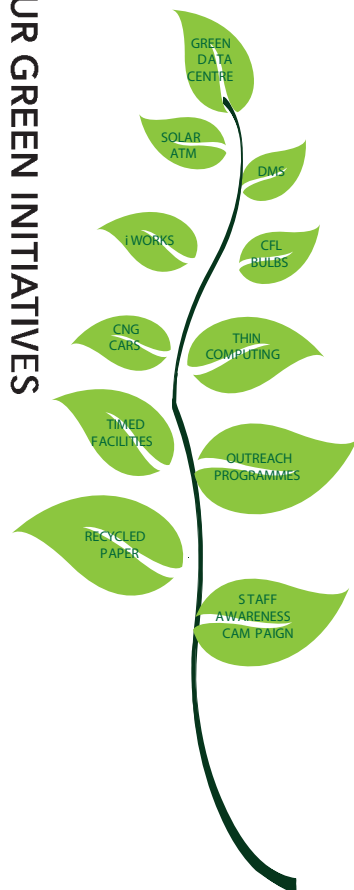 UR GREEN INITIATIVES
GREEN
DATA
CENTRE
SOLAR
ATM
DMS
i WORKS
CFL
BULBS
CNG
CARS
THIN
COMPUTING
TIMED
FACILITIES
OUTREACH
PROGRAMMES
RECYCLED
PAPER
STAFF
AWARENESS
CAM PAIGN